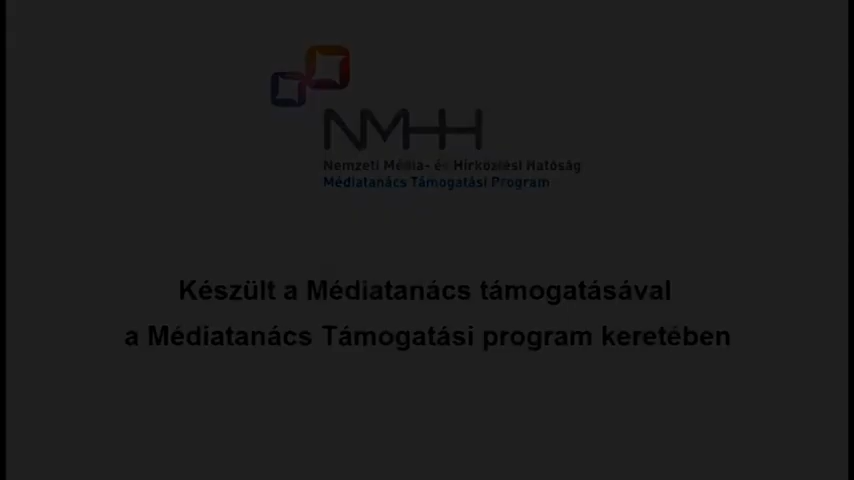 NMHH
Nemzeti Média- és Hírközlési Hatóság
Médiatanács Támogatási Program
Készült a Médiatanács támogatásával
a Médiatanács Támogatási program keretében